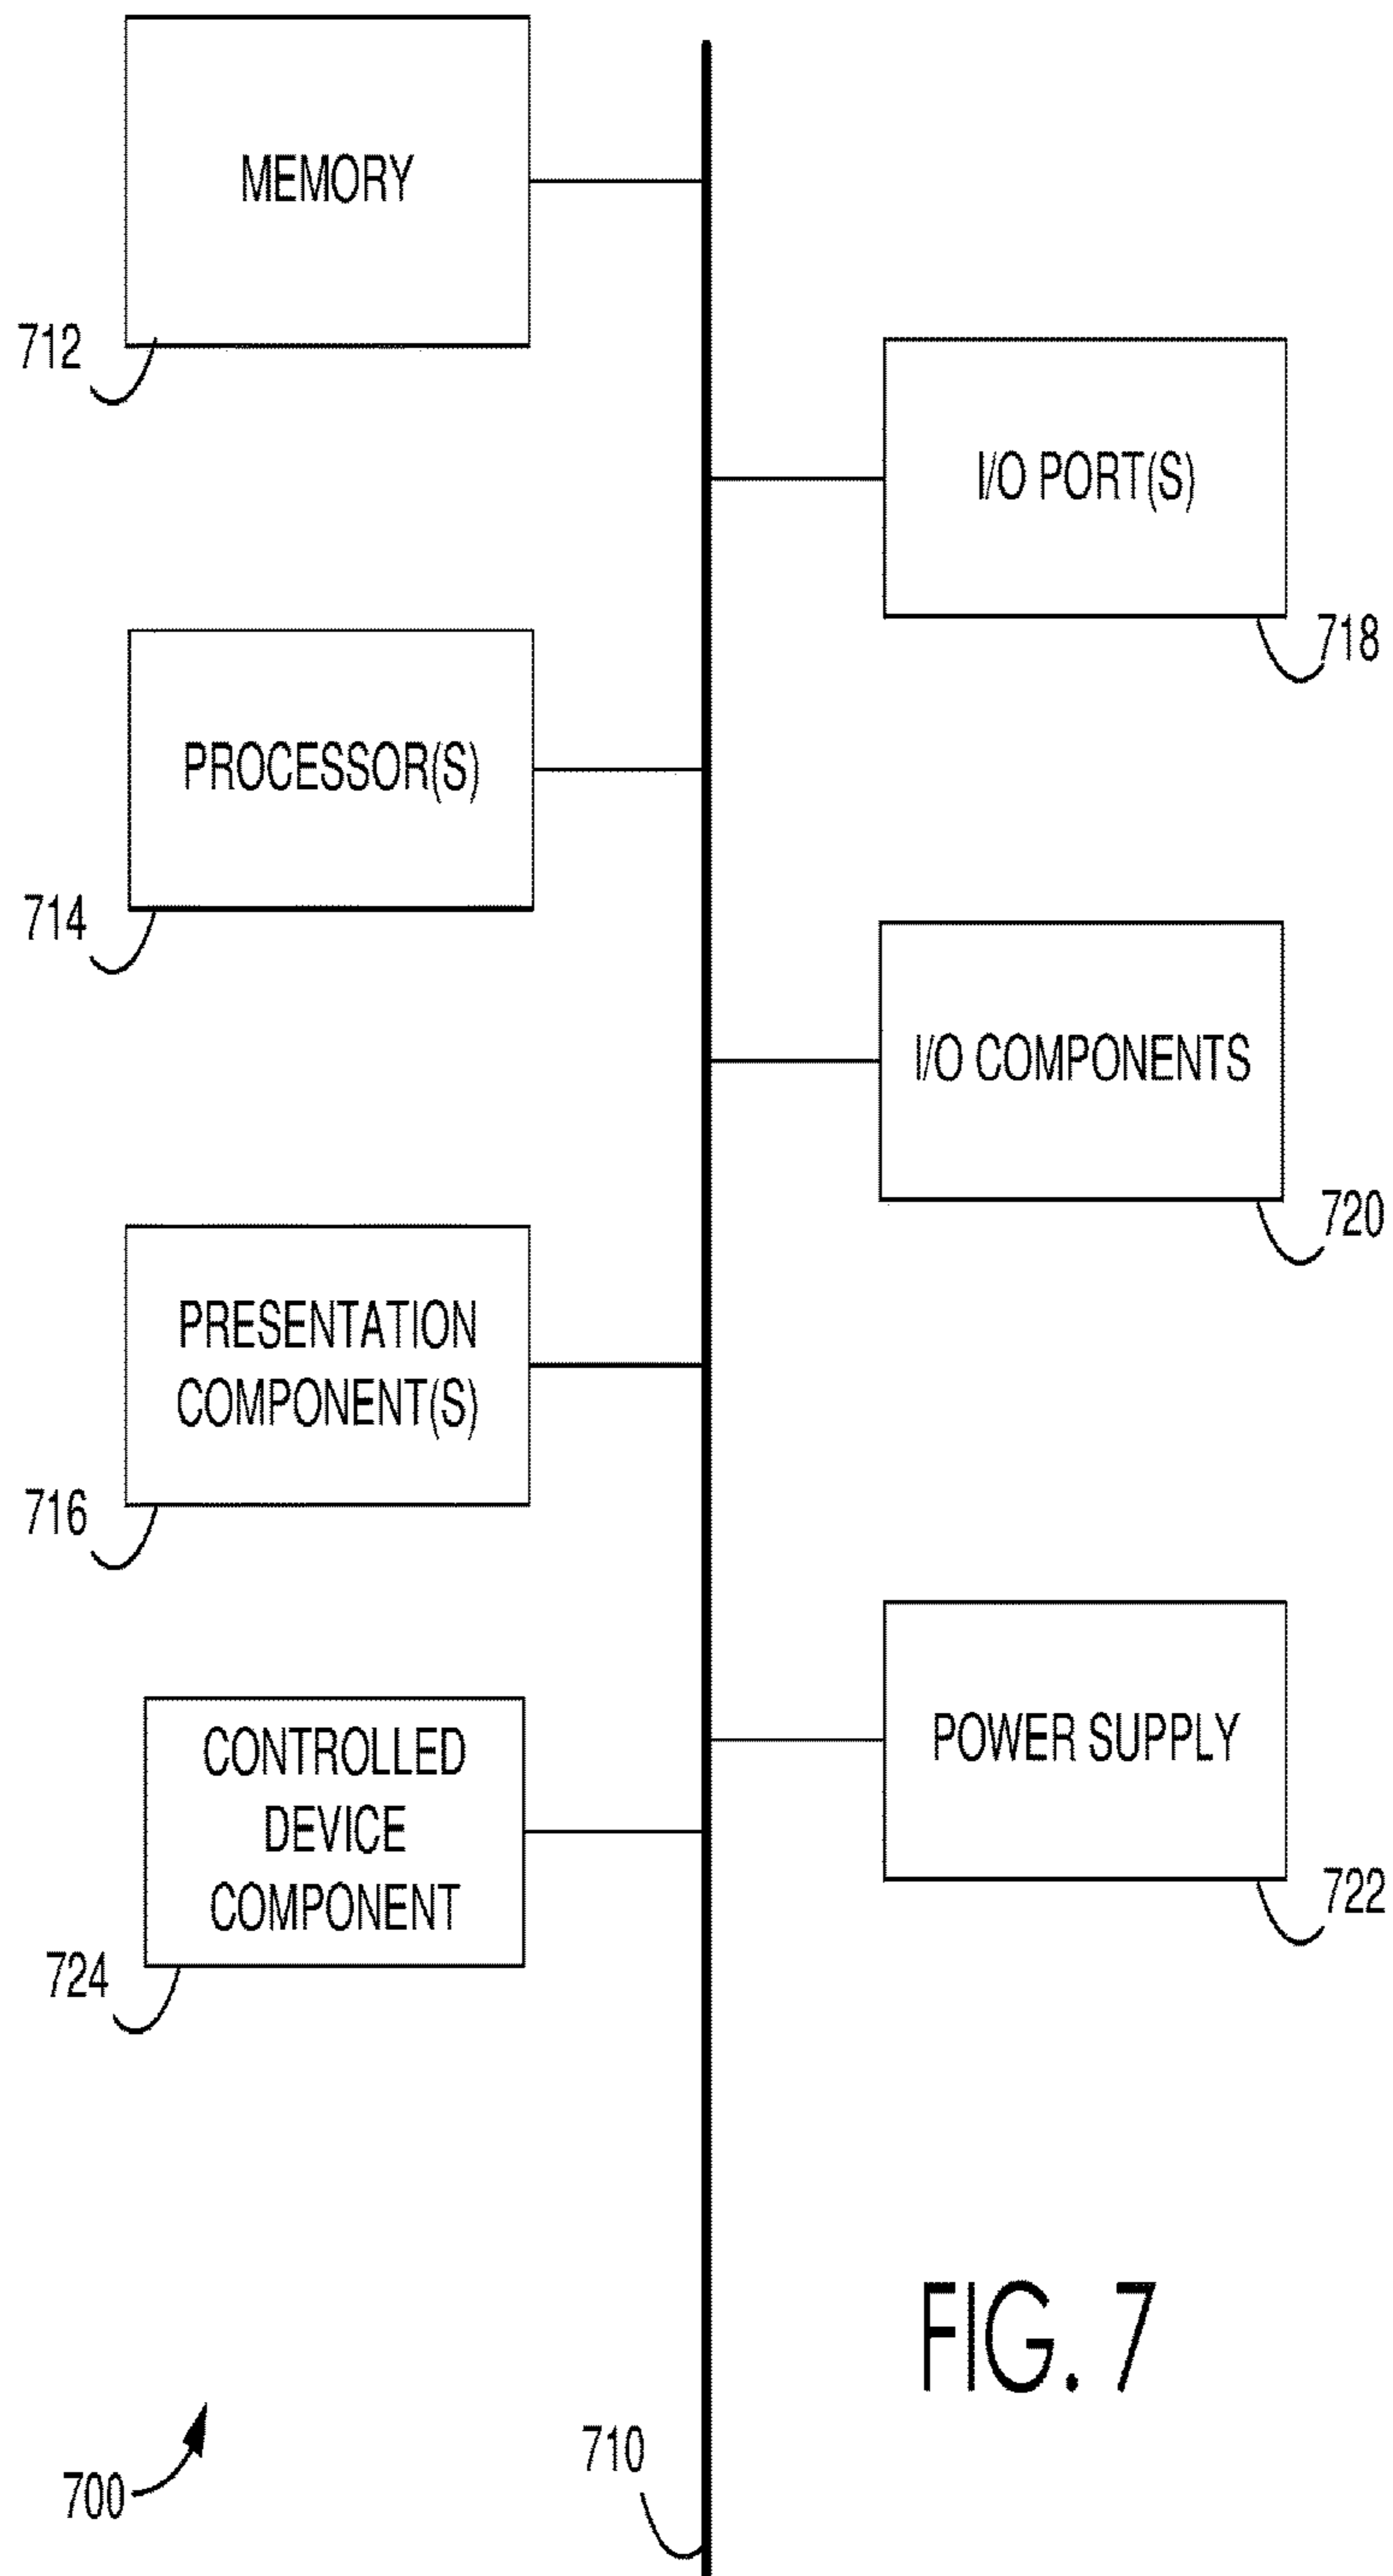 MEMORY
712
I/O PORT(S)
718
PROCESSOR(S)
714
I/O COMPONENTS
720
PRESENTATION
COMPONENT(S)
716
POWER SUPPLY
722
CONTROLLED
DEVICE
COMPONENT
724
FIG. 7
710
700